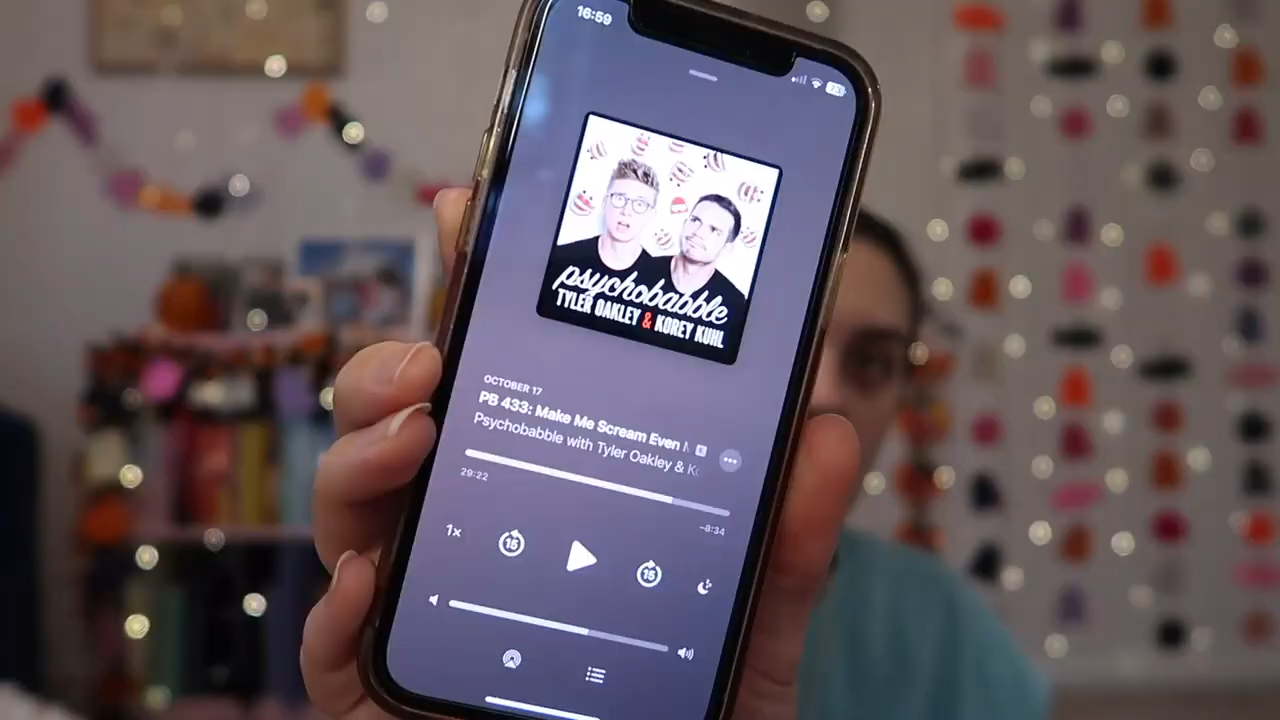 16:59
psychobabble
TYLER OAKLEY & KOREY KUHL
OCTOBER 17
PB 433: Make Me Scream Even
E
Psychobabble with Tyler Oakley &
29:22
-8:34
1x
15
15